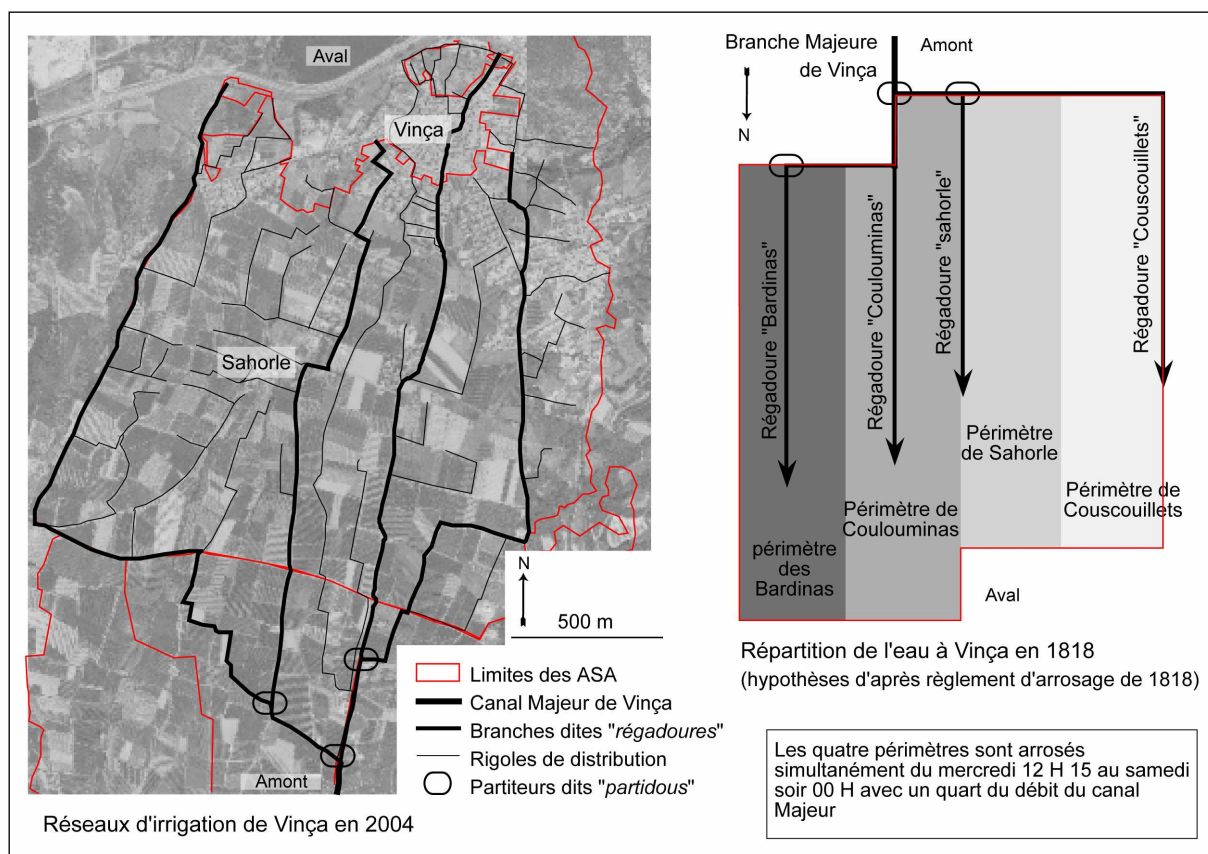 Aval
Vinça
Sahorle
Amont
N
500 m
Limites des ASA
Canal Majeur de Vinça
Branches dites "régadoures"
Rigoles de distribution
Partiteurs dits "partidous"
Réseaux d'irrigation de Vinça en 2004
Branche Majeure
de Vinça
Amont
N
Régadoure "Bardinas"
Régadoure "Coulouminas"
Régadoure "sahorle"
Régadoure "Couscouillets"
Périmètre
de Sahorle
Périmètre de
Couscouillets
Périmètre de
Coulouminas
périmètre
des
Bardinas
Aval
Répartition de l'eau à Vinça en 1818
(hypothèses d'après règlement d'arrosage de 1818)
Les quatre périmètres sont arrosés
simultanément du mercredi 12 H 15 au samedi
soir 00 H avec un quart du débit du canal
Majeur